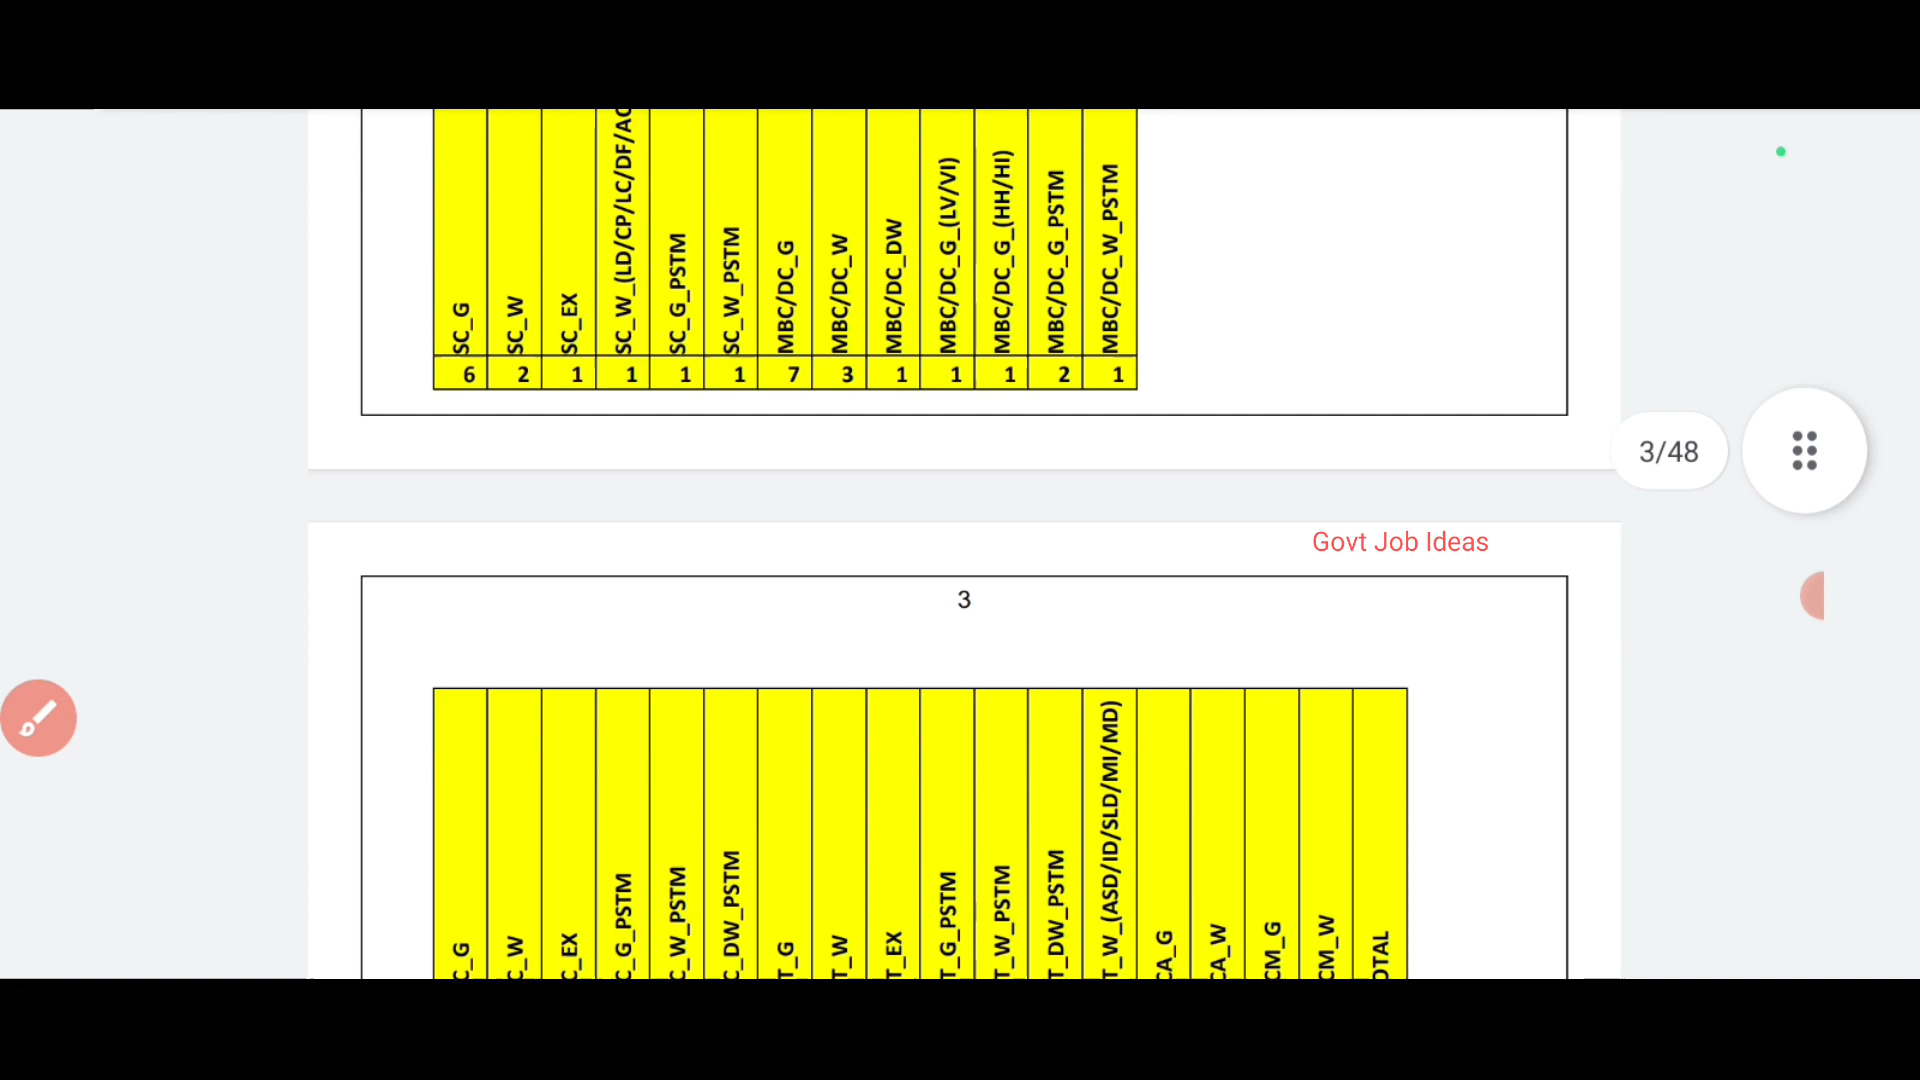 SC_G
SC_W
SC_EX
SC_W_(LD/CP/LC/DF/AC
SC_G_PSTM
SC_W_PSTM
MBC/DC_G
MBC/DC_W
MBC/DC_DW
MBC/DC_G_(LV/VI)
MBC/DC_G_(HH/HI)
MBC/DC_G_PSTM
MBC/DC_W_PSTM
6 2 1 1 1 1 7 3 1 1 1 2 1
3/48
Govt Job Ideas
3
C_G
C_W
C_EX
C_G_PSTM
C_W_PSTM
C_DW_PSTM
T_G
T_W
T_EX
T_G_PSTM
T_W_PSTM
T_DW_PSTM
T_W_(ASD/ID/SLD/MI/MD)
CA_G
CA_W
CM_G
CM_W
OTAL